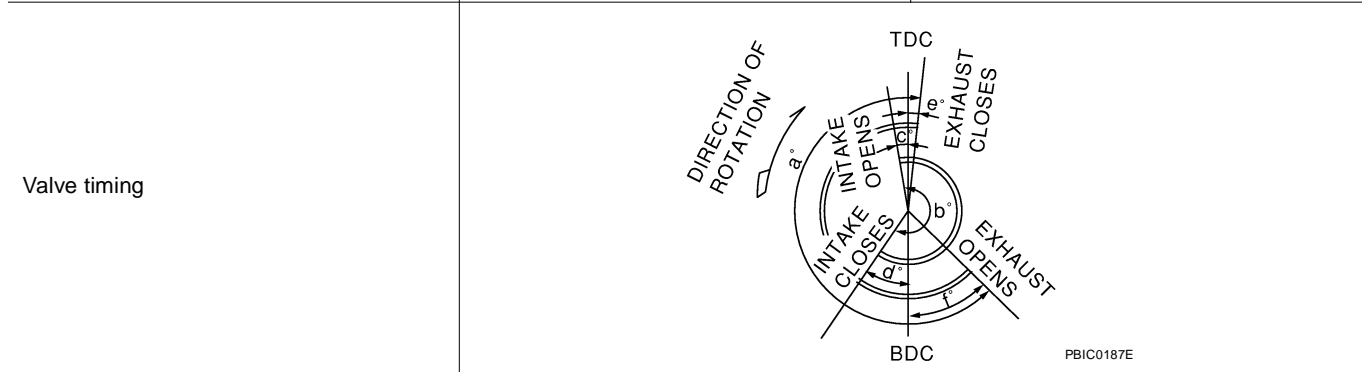 TDC
DIRECTION OF
ROTATION
INTAKE
OPENS
EXHAUST
CLOSES
a°
c°
e°
Valve timing
b°
INTAKE
CLOSES
d°
EXHAUST
OPENS
f°
BDC
PBIC0187E